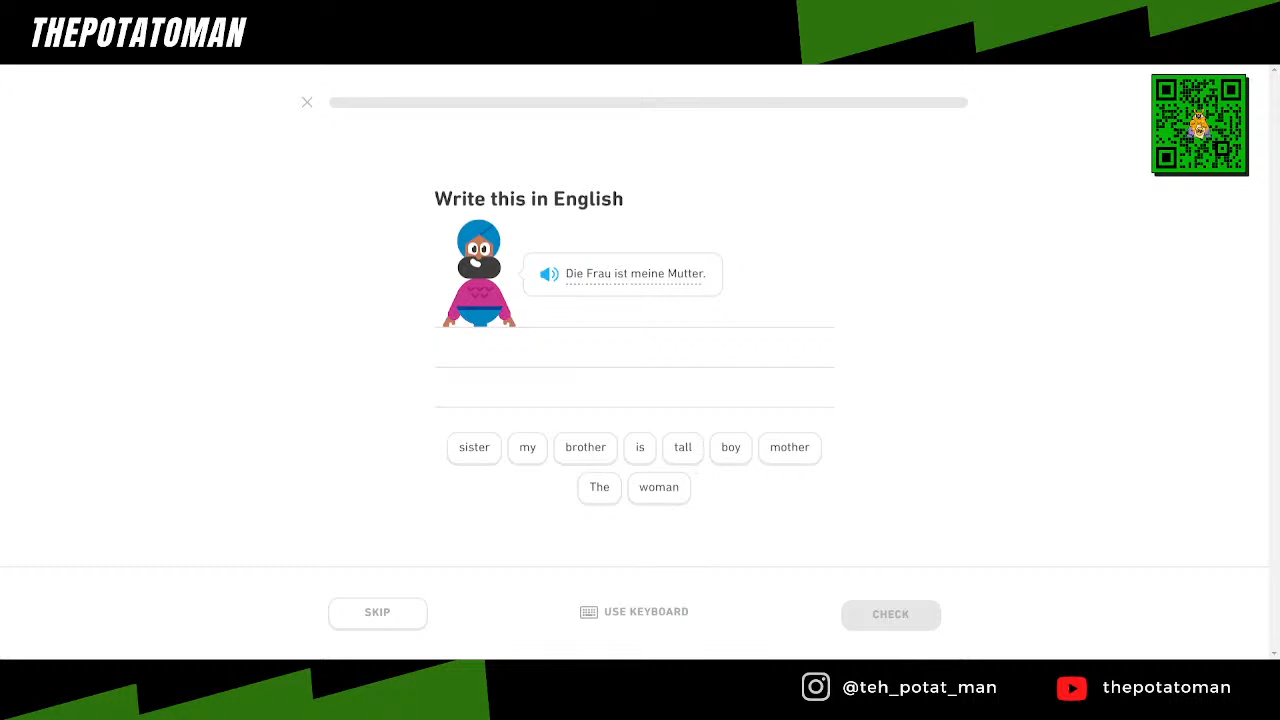 THEPOTATOMAN
Write this in English
Die Frau ist meine Mutter.
sister my brother is tall boy mother
The woman
SKIP USE KEYBOARD CHECK
@teh_potat_man thepotatoman